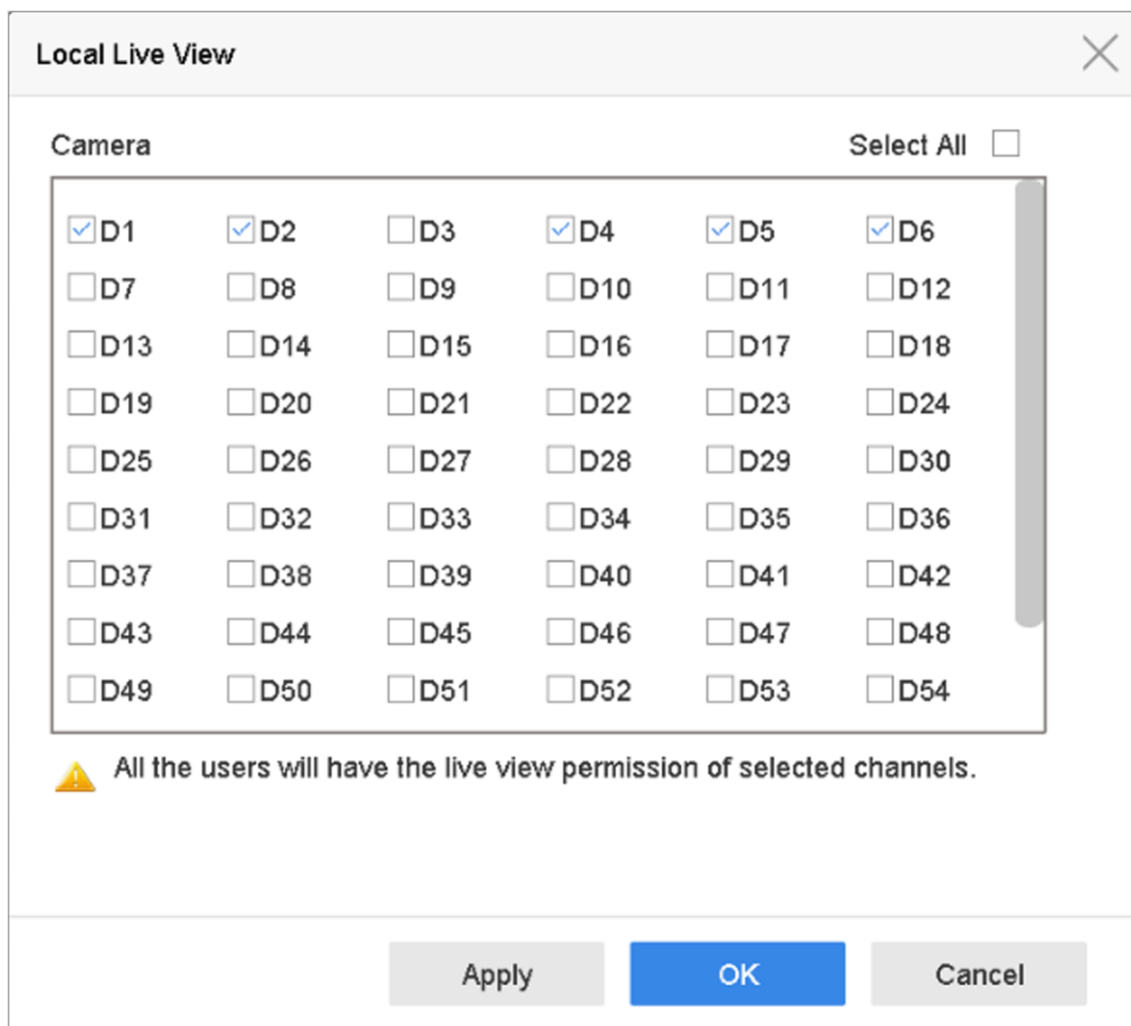 Local Live View
Camera Select All
D1 D2 D3 D4 D5 D6
D7 D8 D9 D10 D11 D12
D13 D14 D15 D16 D17 D18
D19 D20 D21 D22 D23 D24
D25 D26 D27 D28 D29 D30
D31 D32 D33 D34 D35 D36
D37 D38 D39 D40 D41 D42
D43 D44 D45 D46 D47 D48
D49 D50 D51 D52 D53 D54
All the users will have the live view permission of selected channels.
Apply OK Cancel